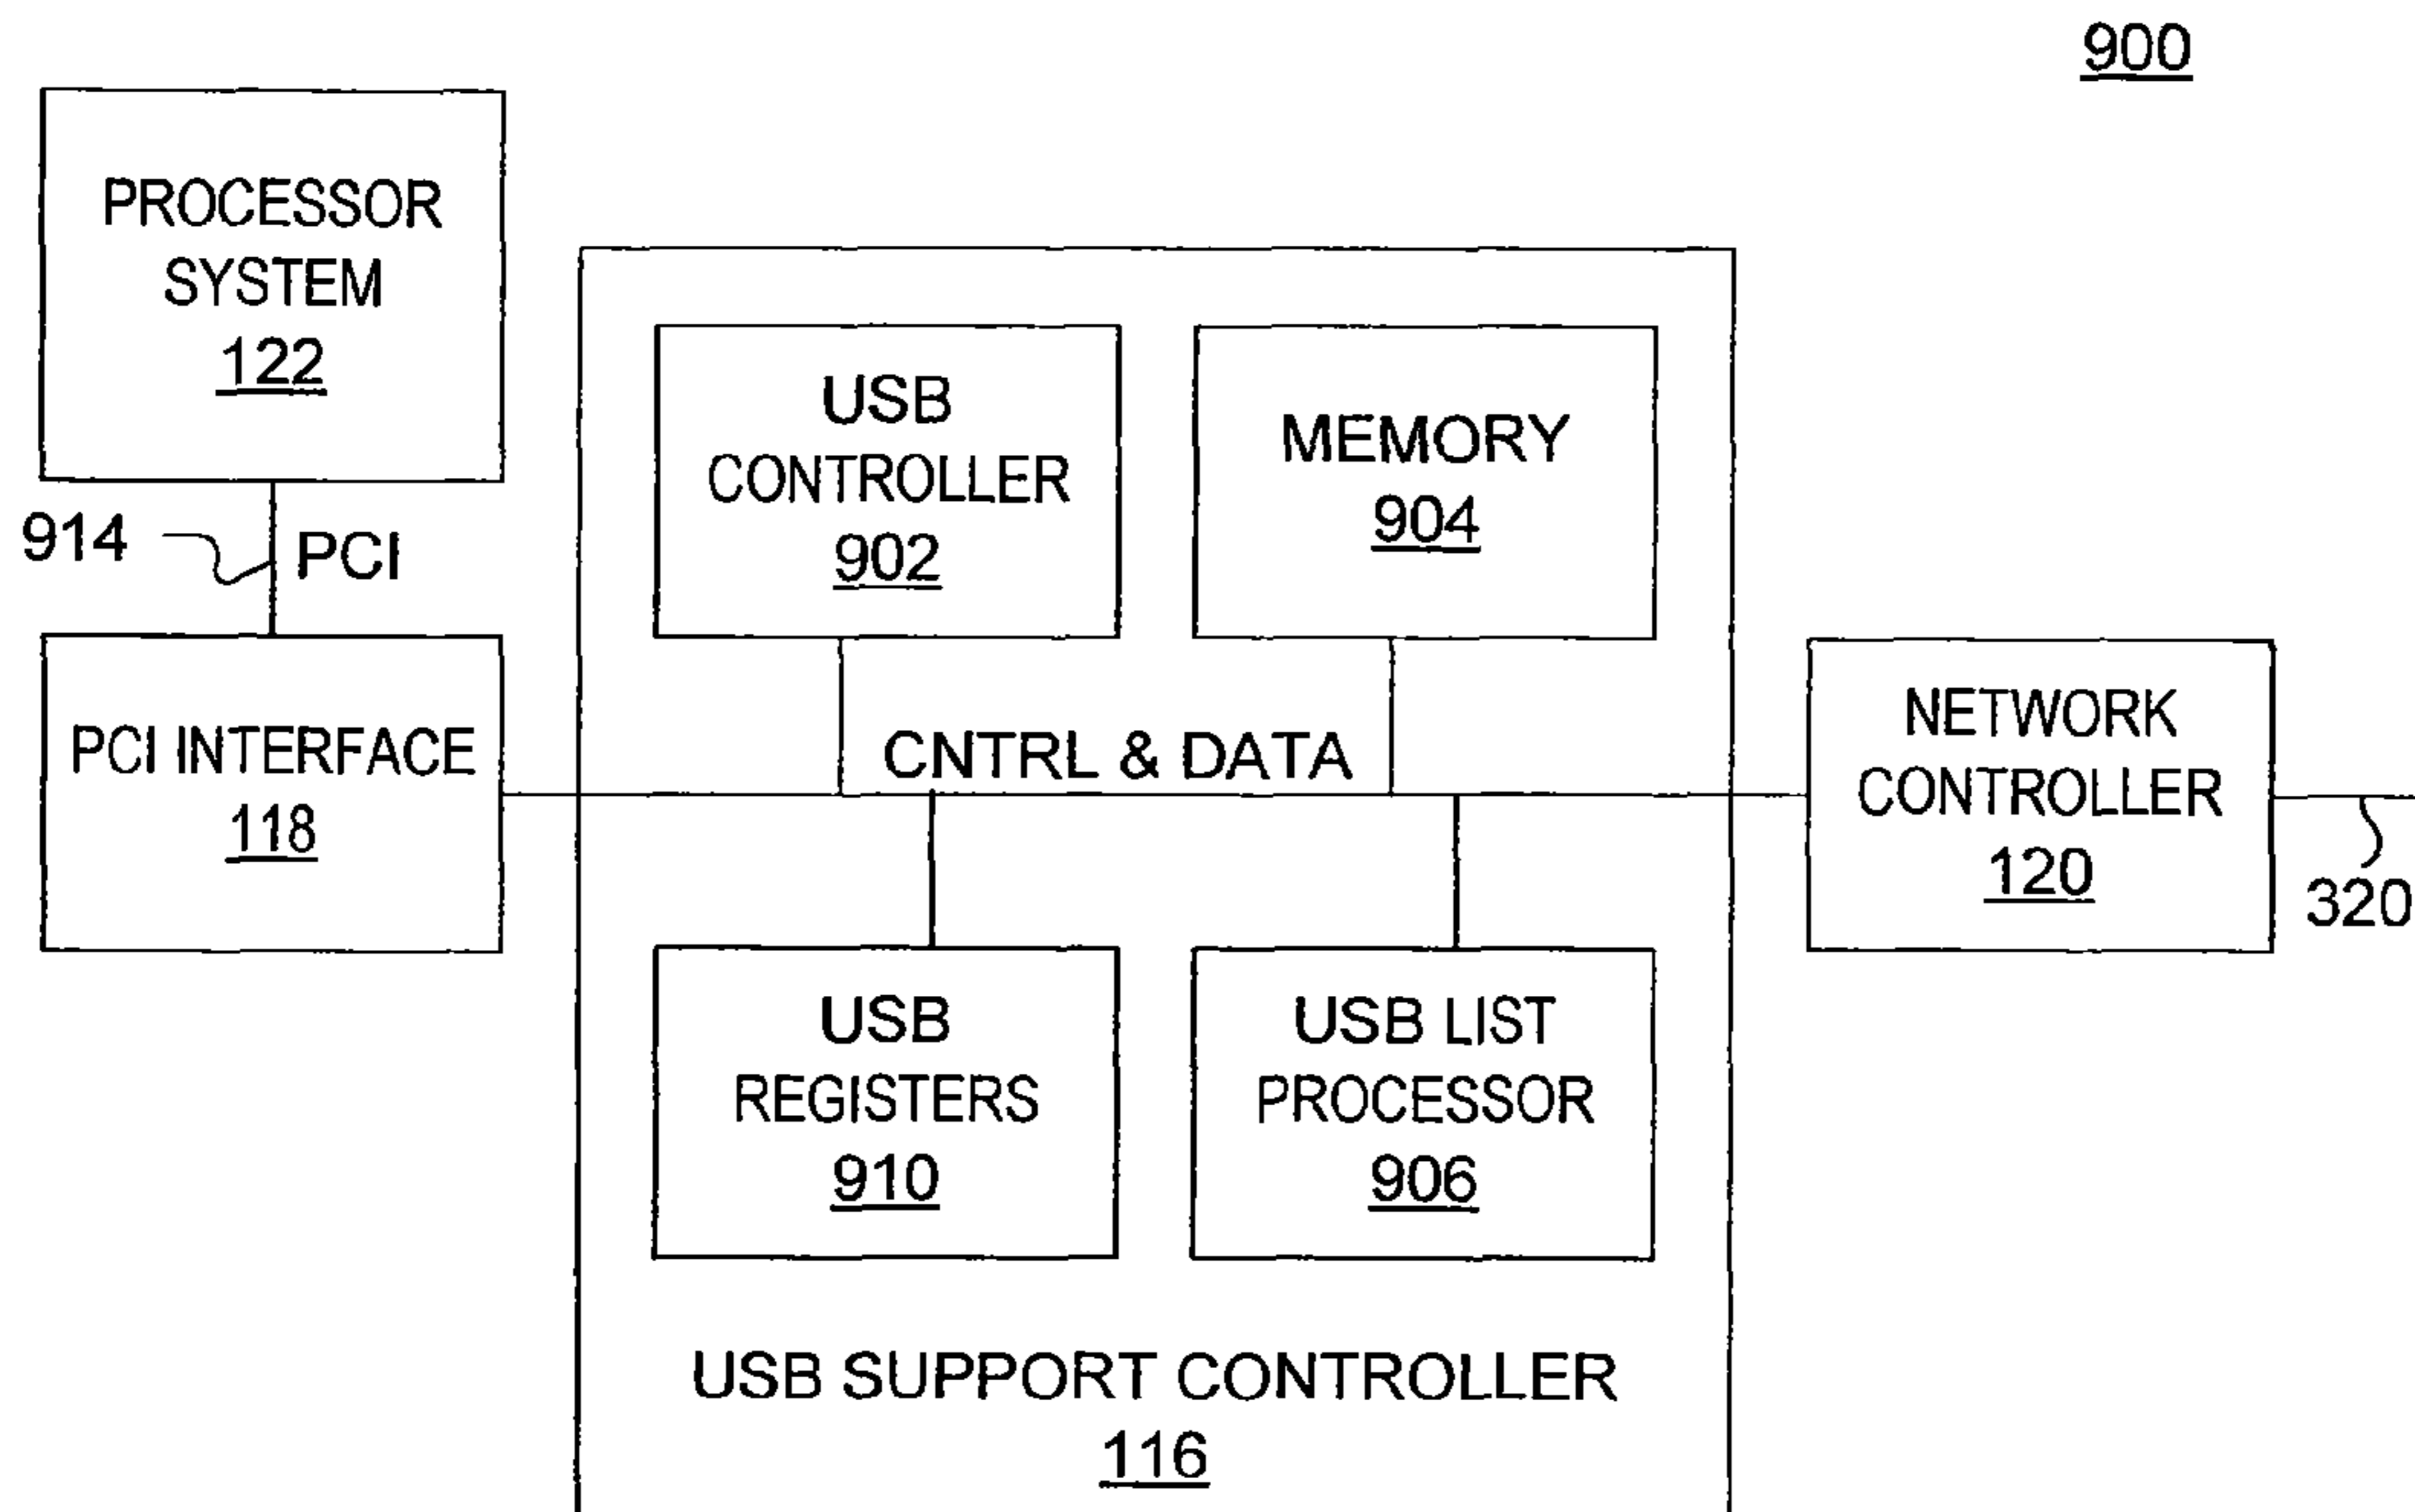 900
PROCESSOR
SYSTEM
122
914
PCI
PCI INTERFACE
118
USB
CONTROLLER
902
MEMORY
904
CNTRL & DATA
USB
REGISTERS
910
USB LIST
PROCESSOR
906
USB SUPPORT CONTROLLER
116
NETWORK
CONTROLLER
120
320